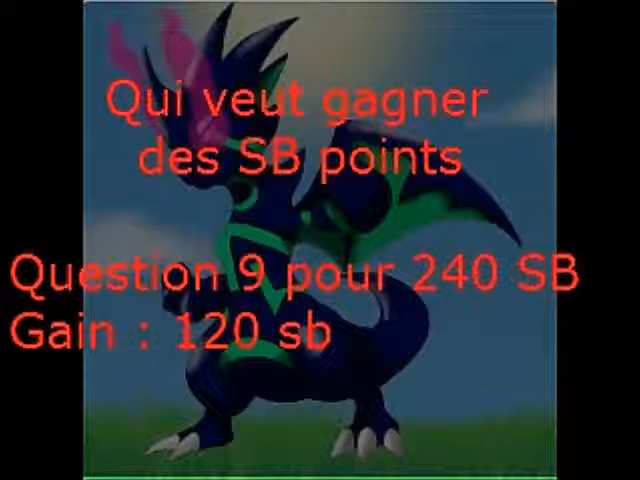 Qui veut gagner
des SB points
Question 9 pour 240 SB
Gain : 120 sb